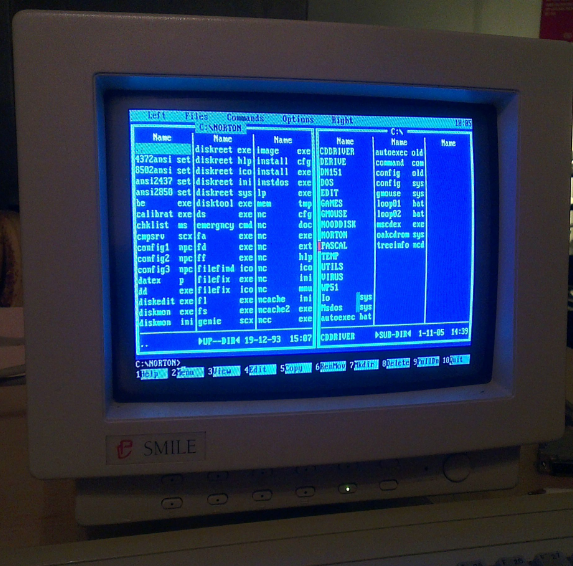 Left Files Commands Options Right 18:05
C:\NORTON C:\
Name Name Name Name Name Name
.. diskreet exe image exe CDDRIVER autoexec old
4372ansi set diskreet hlp install cfg DERIVE command com
8502ansi set diskreet ico install exe DN151 config old
ansi2437 set diskreet ini instdos exe DOS config sys
ansi2850 set diskreet sys lp exe EDIT gmouse sys
be exe disktool exe mem tmp GAMES loop01 bat
calibrat exe ds exe nc cfg GMOUSE loop02 bat
chklist ms emergency cmd nc doc NOODDISK mscdex exe
cmpsrv scx fa exe nc exe NORTON oakcdrom sys
config1 npc fd exe nc ext PASCAL treeinfo ncd
config2 npc ff exe nc hlp TEMP
config3 npc filefind ico nc ico UTILS
datex p filefix exe nc ini VIRUS
dd exe filefix ico nc mnu WP51
diskedit exe fl exe ncache ini Io sys
diskmon exe fs exe ncache2 exe Msdos sys
diskmon ini genie scx ncc exe autoexec bat
.. ►UP--DIR◄ 19-12-93 15:07 CDDRIVER ►SUB-DIR◄ 1-11-05 14:39
C:\NORTON>
1Help 2Menu 3View 4Edit 5Copy 6RenMov 7Mkdir 8Delete 9PullDn 10Quit
SMILE